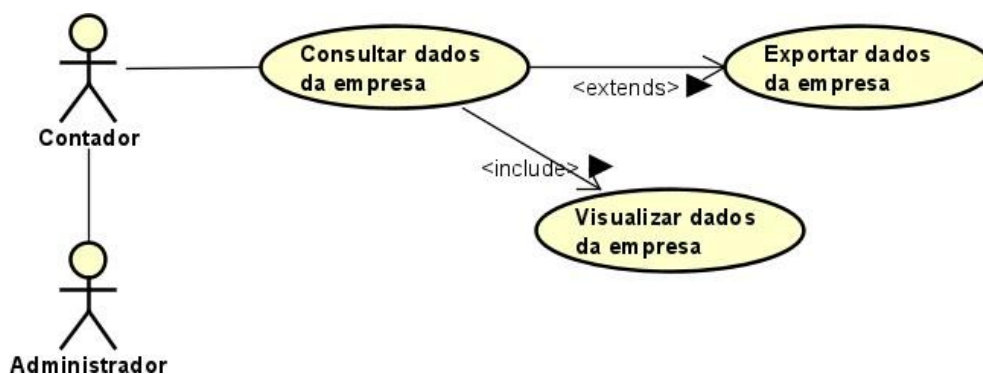 Consultar dados
da empresa
Exportar dados
da empresa
<extends>
Contador
<include>
Visualizar dados
da empresa
Administrador